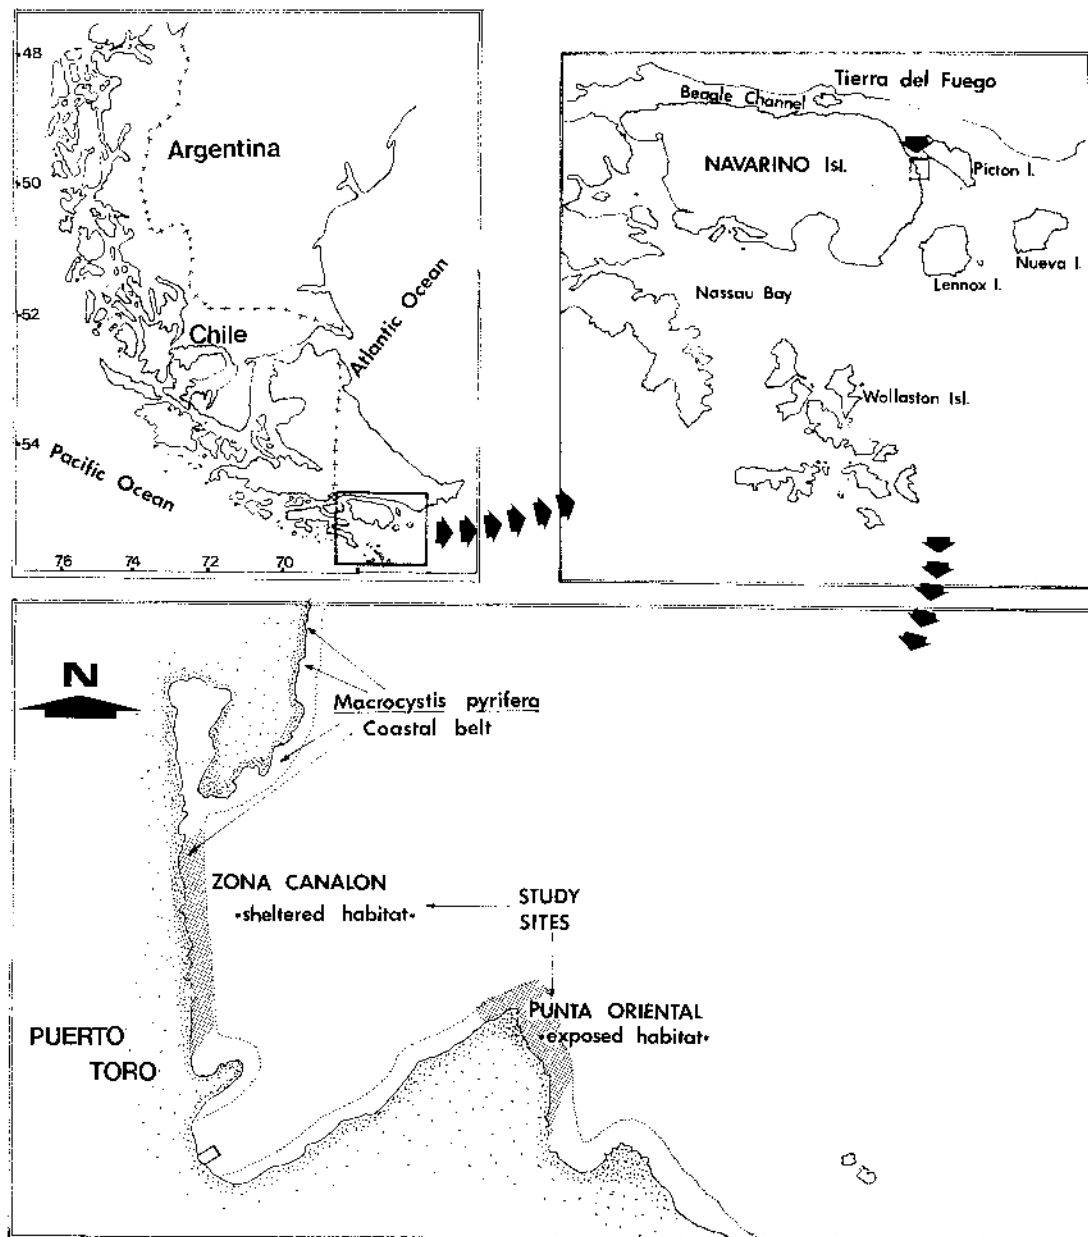 48
Argentina
50
Atlantic Ocean
52
Chile
54
Pacific Ocean
76
74
72
70
Tierra del Fuego
Beagle Channel
NAVARINO Isl.
Picton I.
Nueva I.
Lennox I.
Nassau Bay
Wollaston Isl.
N
Macrocystis pyrifera
Coastal belt
ZONA CANALON
•sheltered habitat•
STUDY
SITES
PUNTA ORIENTAL
•exposed habitat•
PUERTO
TORO